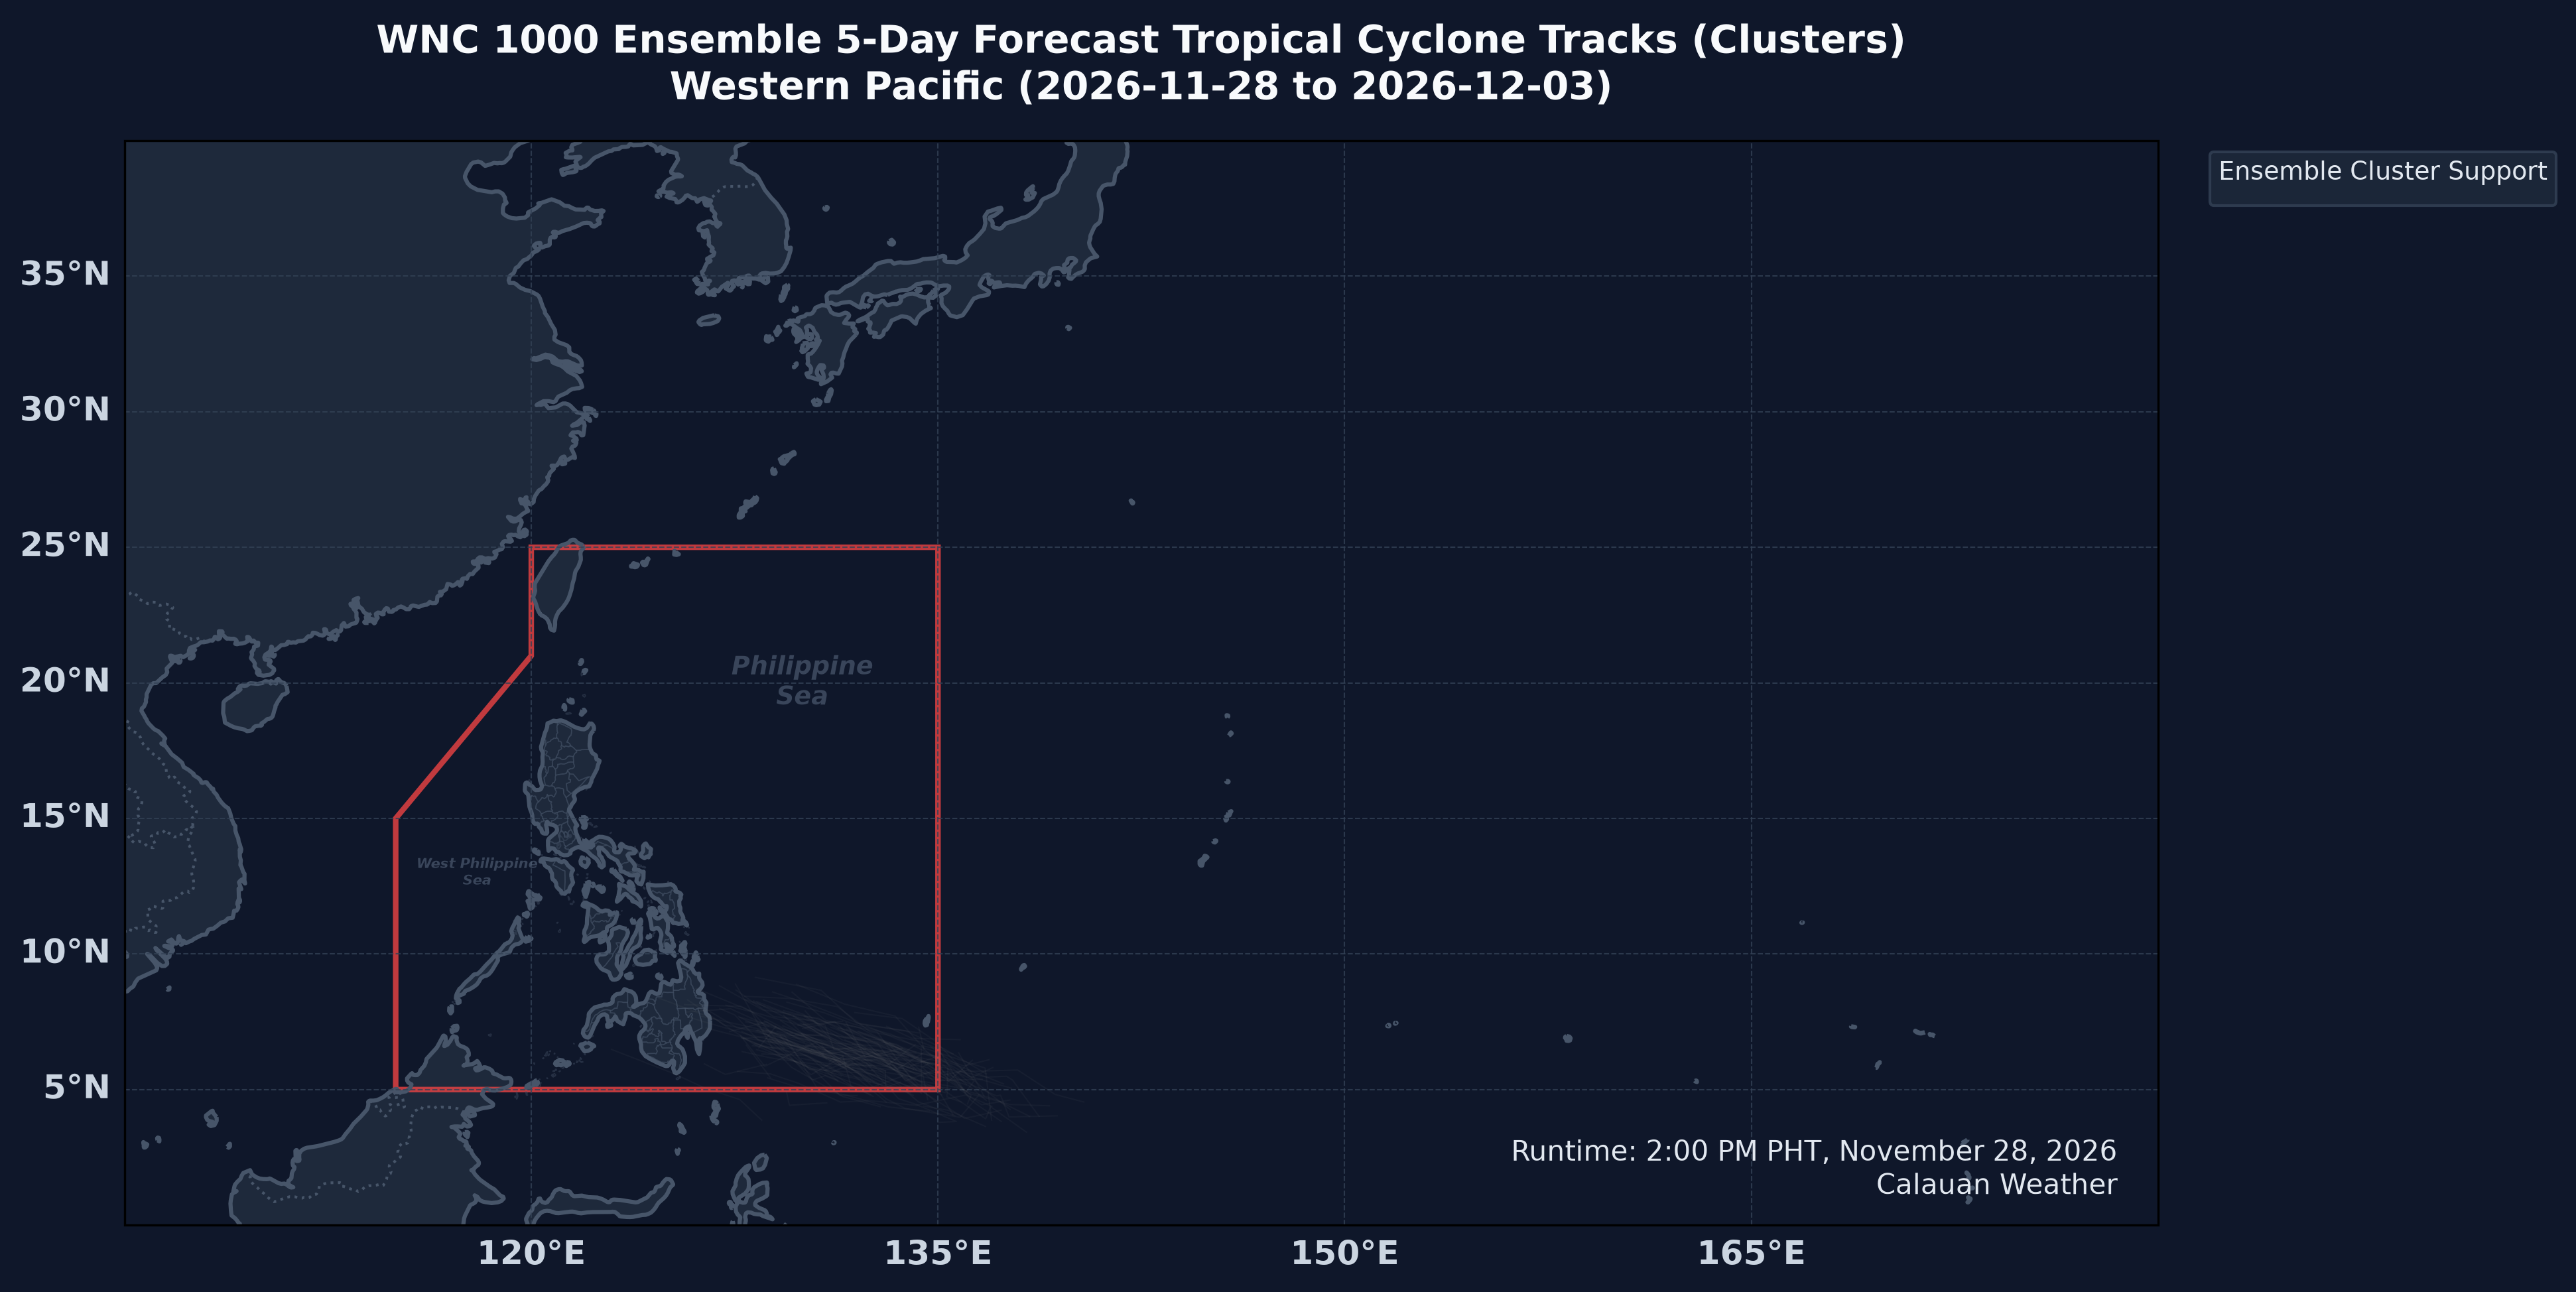 WNC 1000 Ensemble 5-Day Forecast Tropical Cyclone Tracks (Clusters)
Western Pacific (2026-11-28 to 2026-12-03)
Ensemble Cluster Support
35°N
30°N
25°N
20°N
15°N
10°N
5°N
Philippine
Sea
West Philippine
Sea
Runtime: 2:00 PM PHT, November 28, 2026
Calauan Weather
120°E
135°E
150°E
165°E